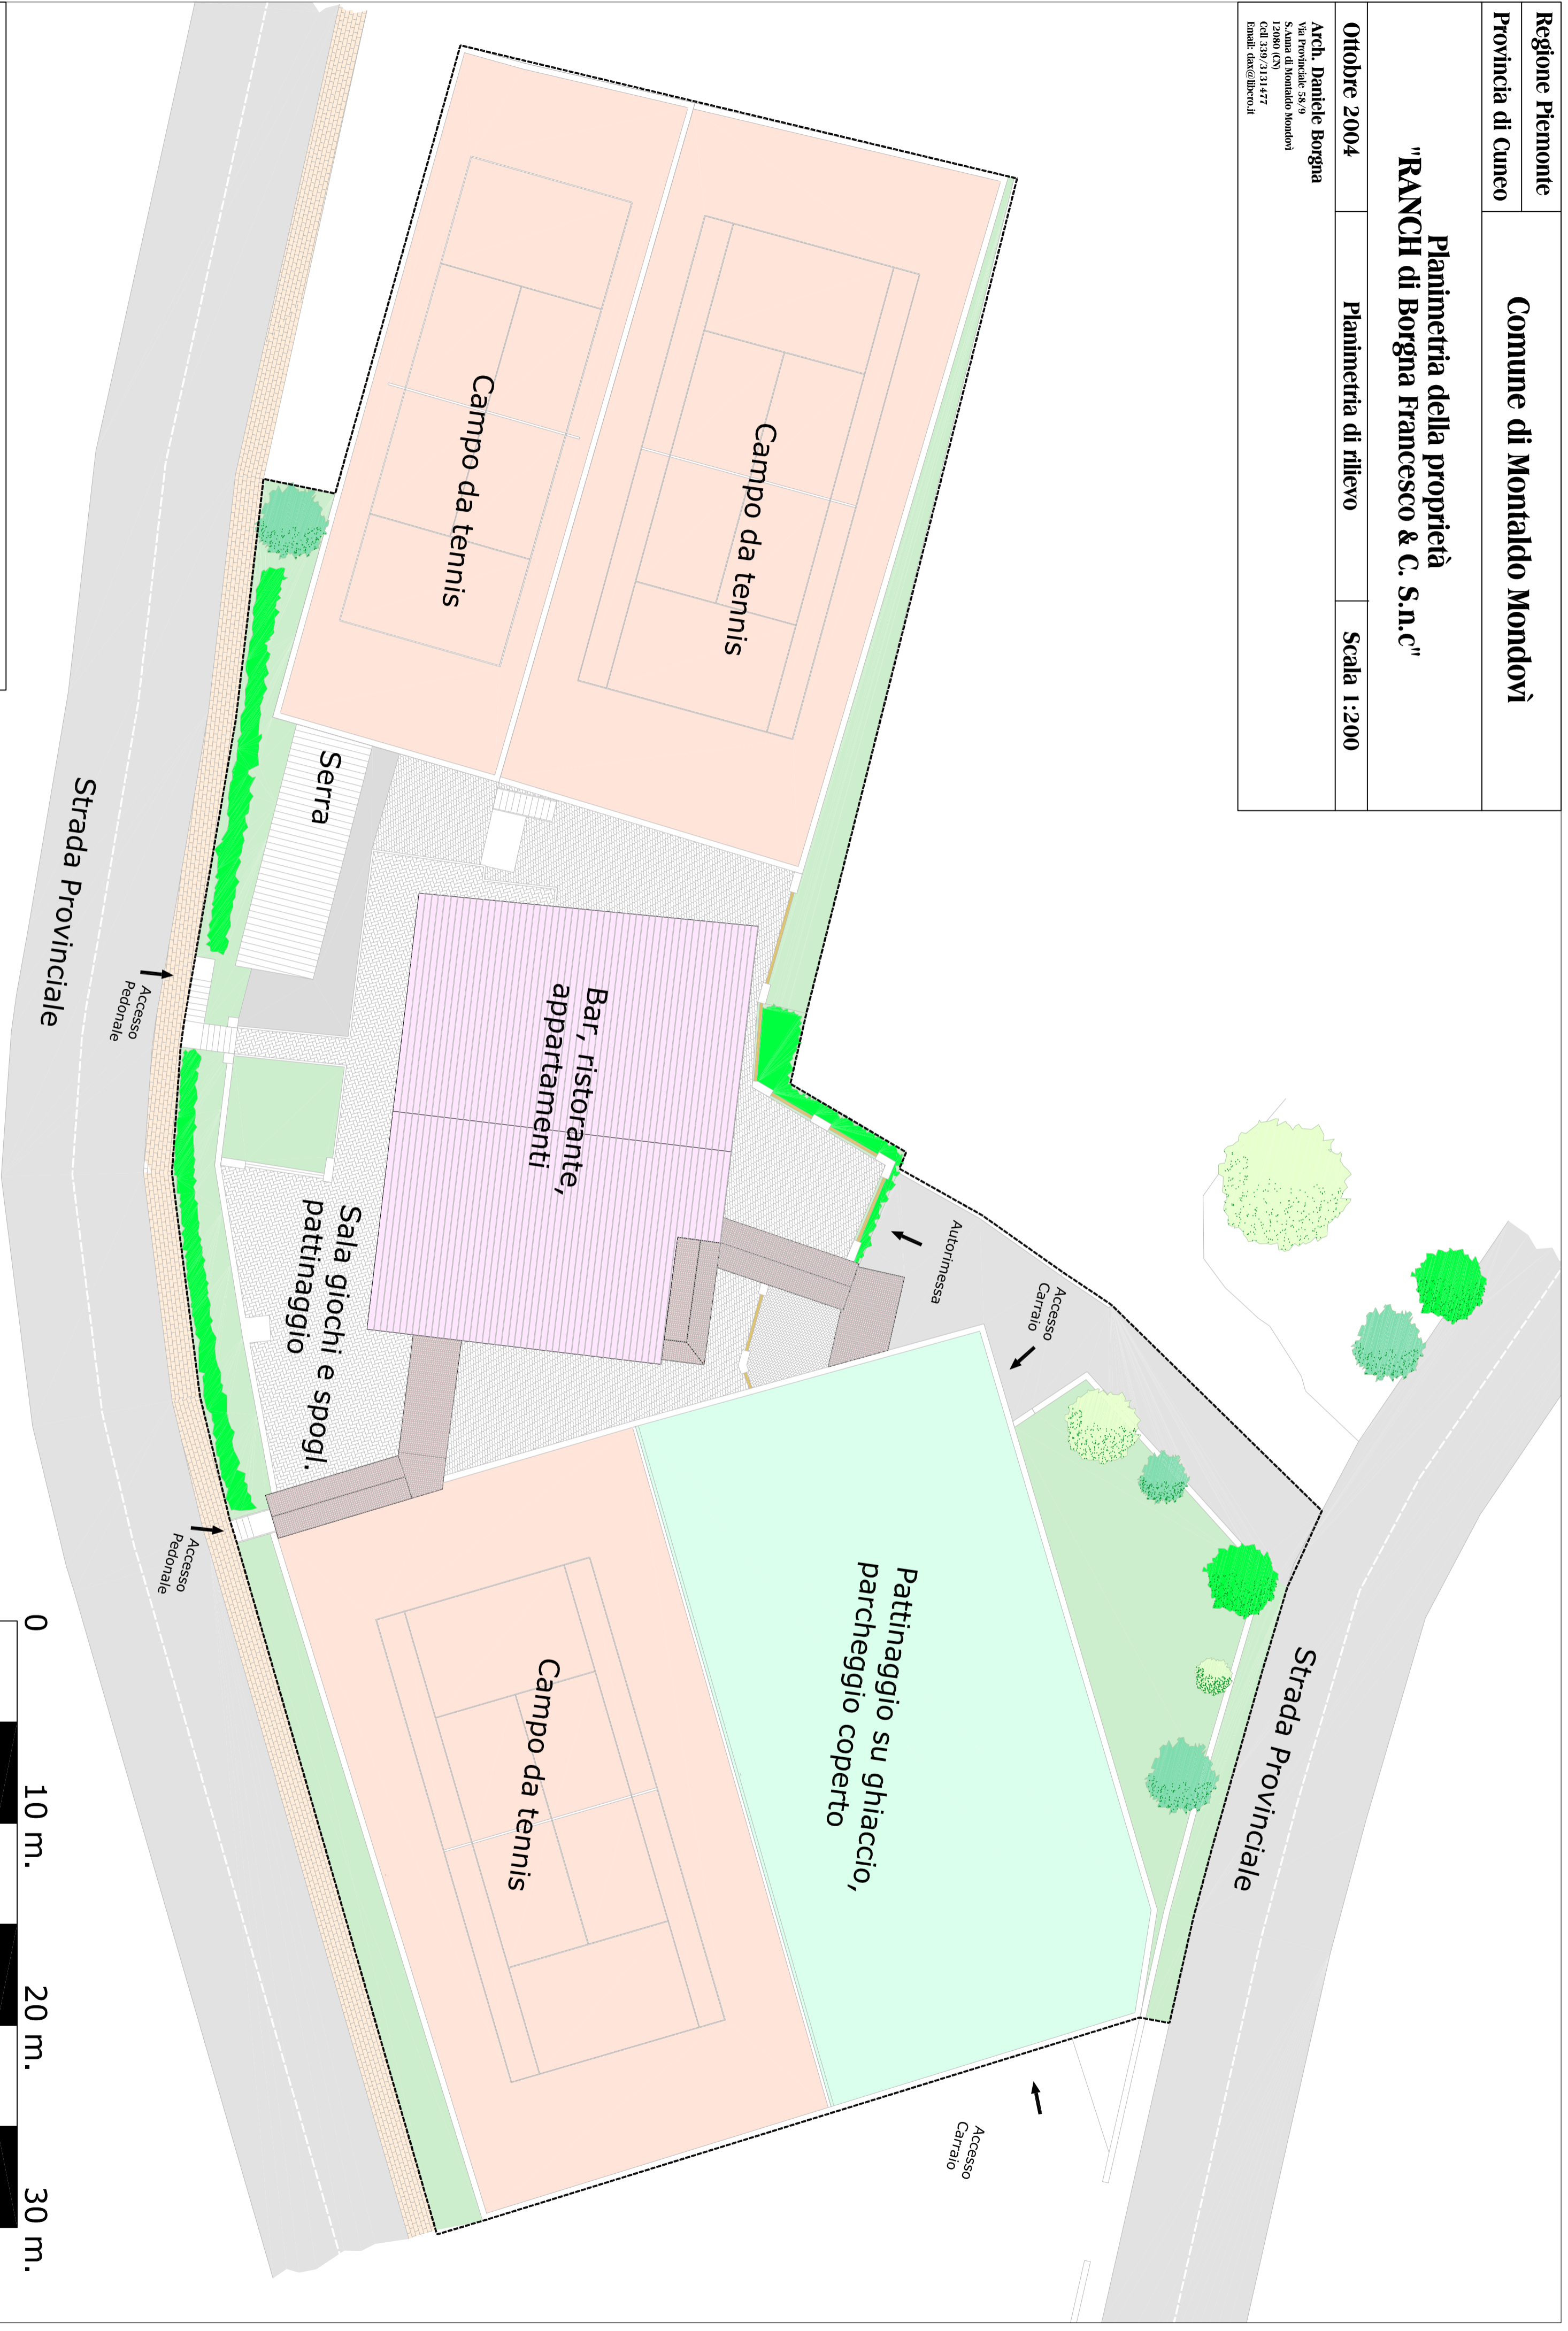 Regione Piemonte
Provincia di Cuneo
Comune di Montaldo Mondovì
Planimetria della proprietà
"RANCH di Borgna Francesco & C. S.n.c"
Ottobre 2004
Planimetria di rilievo
Scala 1:200
Arch. Daniele Borgna
Via Provinciale 58/9
S.Anna di Montaldo Mondovì
12080 (CN)
Cell 339/3131477
Email: dax@libero.it
Campo da tennis
Campo da tennis
Serra
Strada Provinciale
Accesso
Pedonale
Bar, ristorante,
appartamenti
Sala giochi e spogl.
pattinaggio
Autorimessa
Accesso
Carraio
Accesso
Pedonale
Pattinaggio su ghiaccio,
parcheggio coperto
Campo da tennis
Strada Provinciale
Accesso
Carraio
0
10 m.
20 m.
30 m.